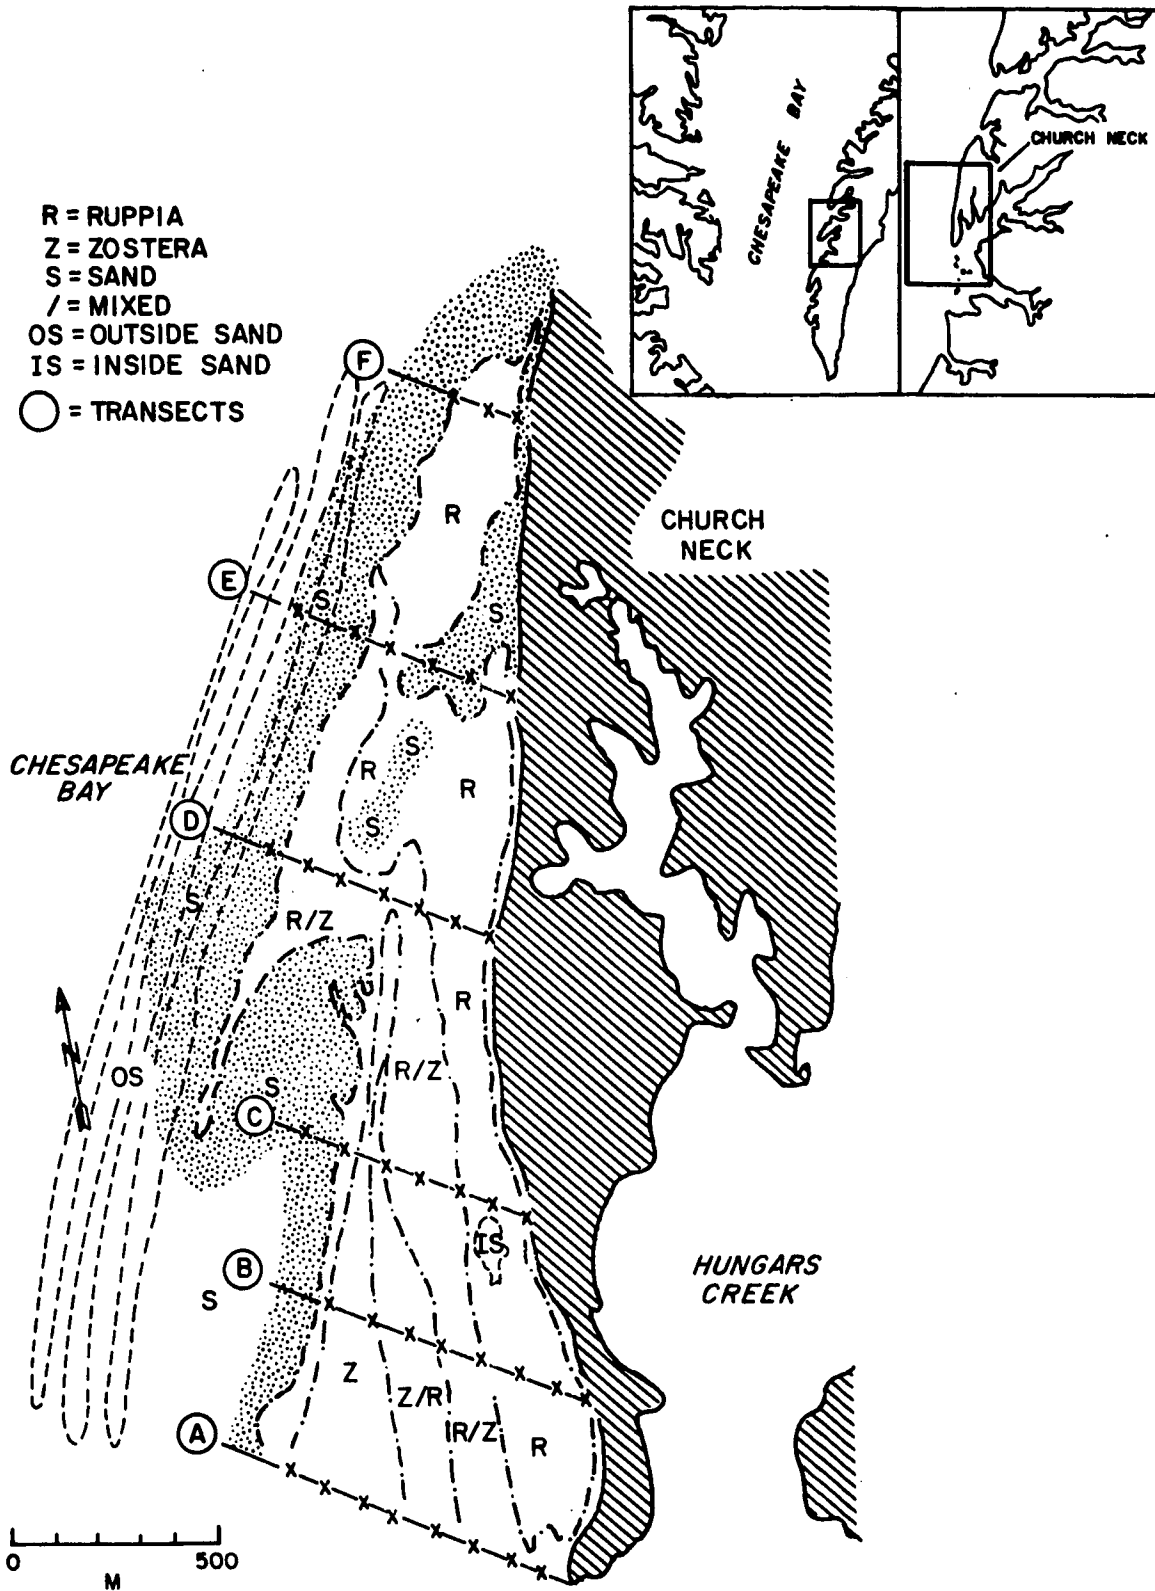 CHESAPEAKE BAY
CHURCH NECK
R = RUPPIA
Z = ZOSTERA
S = SAND
/ = MIXED
OS = OUTSIDE SAND
IS = INSIDE SAND
= TRANSECTS
F
R
CHURCH
NECK
E
S
S
CHESAPEAKE
BAY
S
R
R
D
S
S
R/Z
R
N
OS
R/Z
S
C
IS
B
S
HUNGARS
CREEK
Z
Z/R
A
R/Z
R
0
500
M